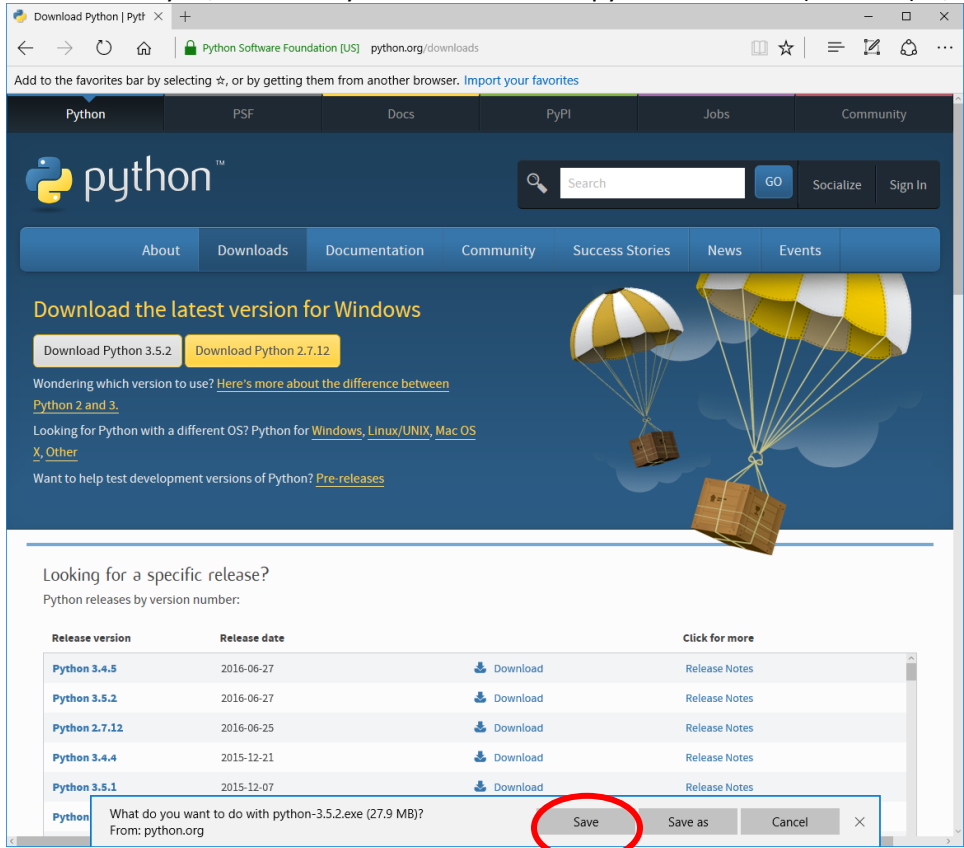 Download Python | Pyth
Python Software Foundation [US] python.org/downloads
Add to the favorites bar by selecting ☆, or by getting them from another browser. Import your favorites
Python PSF Docs PyPI Jobs Community
python™
Search GO Socialize Sign In
About Downloads Documentation Community Success Stories News Events
Download the latest version for Windows
Download Python 3.5.2 Download Python 2.7.12
Wondering which version to use? Here's more about the difference between
Python 2 and 3.
Looking for Python with a different OS? Python for Windows, Linux/UNIX, Mac OS
X, Other
Want to help test development versions of Python? Pre-releases
Looking for a specific release?
Python releases by version number:
Release version Release date Click for more
Python 3.4.5 2016-06-27 Download Release Notes
Python 3.5.2 2016-06-27 Download Release Notes
Python 2.7.12 2016-06-25 Download Release Notes
Python 3.4.4 2015-12-21 Download Release Notes
Python 3.5.1 2015-12-07 Download Release Notes
Python
What do you want to do with python-3.5.2.exe (27.9 MB)?
From: python.org
Save Save as Cancel